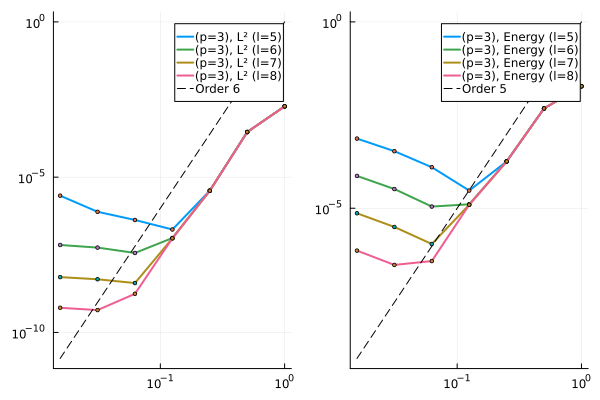 10⁰
10⁻⁵
10⁻¹⁰
10⁻¹
10⁰
(p=3), L² (l=5)
(p=3), L² (l=6)
(p=3), L² (l=7)
(p=3), L² (l=8)
Order 6
10⁰
10⁻⁵
10⁻¹
10⁰
(p=3), Energy (l=5)
(p=3), Energy (l=6)
(p=3), Energy (l=7)
(p=3), Energy (l=8)
Order 5